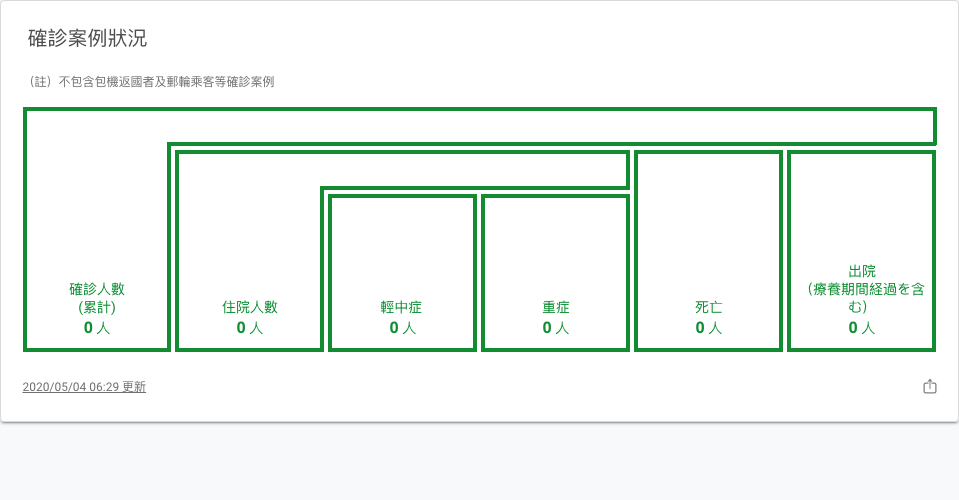 確診案例狀況
（註）不包含包機返國者及郵輪乘客等確診案例
確診人數
(累計)
0 人
住院人數
0 人
輕中症
0 人
重症
0 人
死亡
0 人
出院
（療養期間経過を含
む）
0 人
2020/05/04 06:29 更新